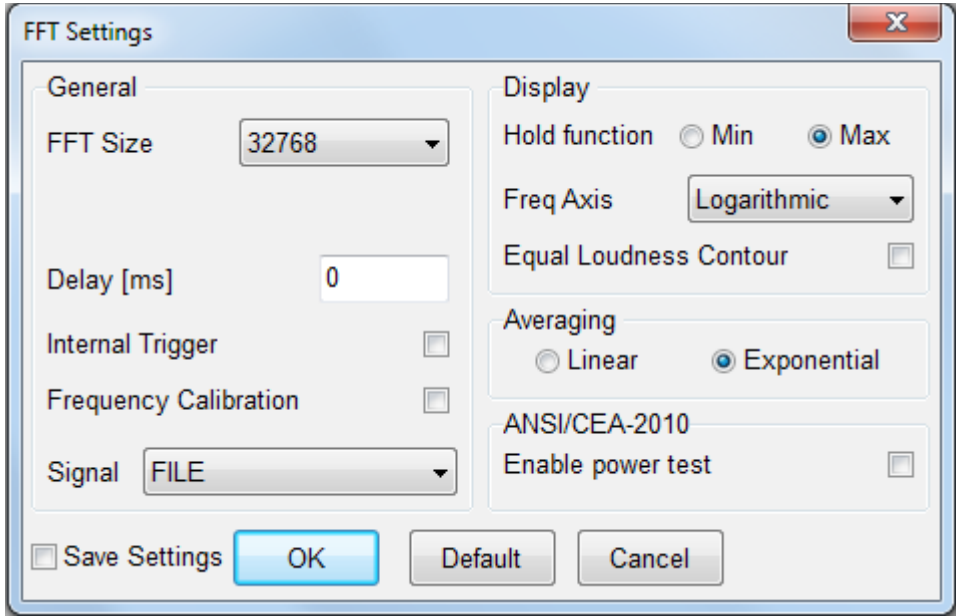 FFT Settings
General
FFT Size 32768
Delay [ms] 0
Internal Trigger
Frequency Calibration
Signal FILE
Display
Hold function Min Max
Freq Axis Logarithmic
Equal Loudness Contour
Averaging
Linear Exponential
ANSI/CEA-2010
Enable power test
Save Settings OK Default Cancel